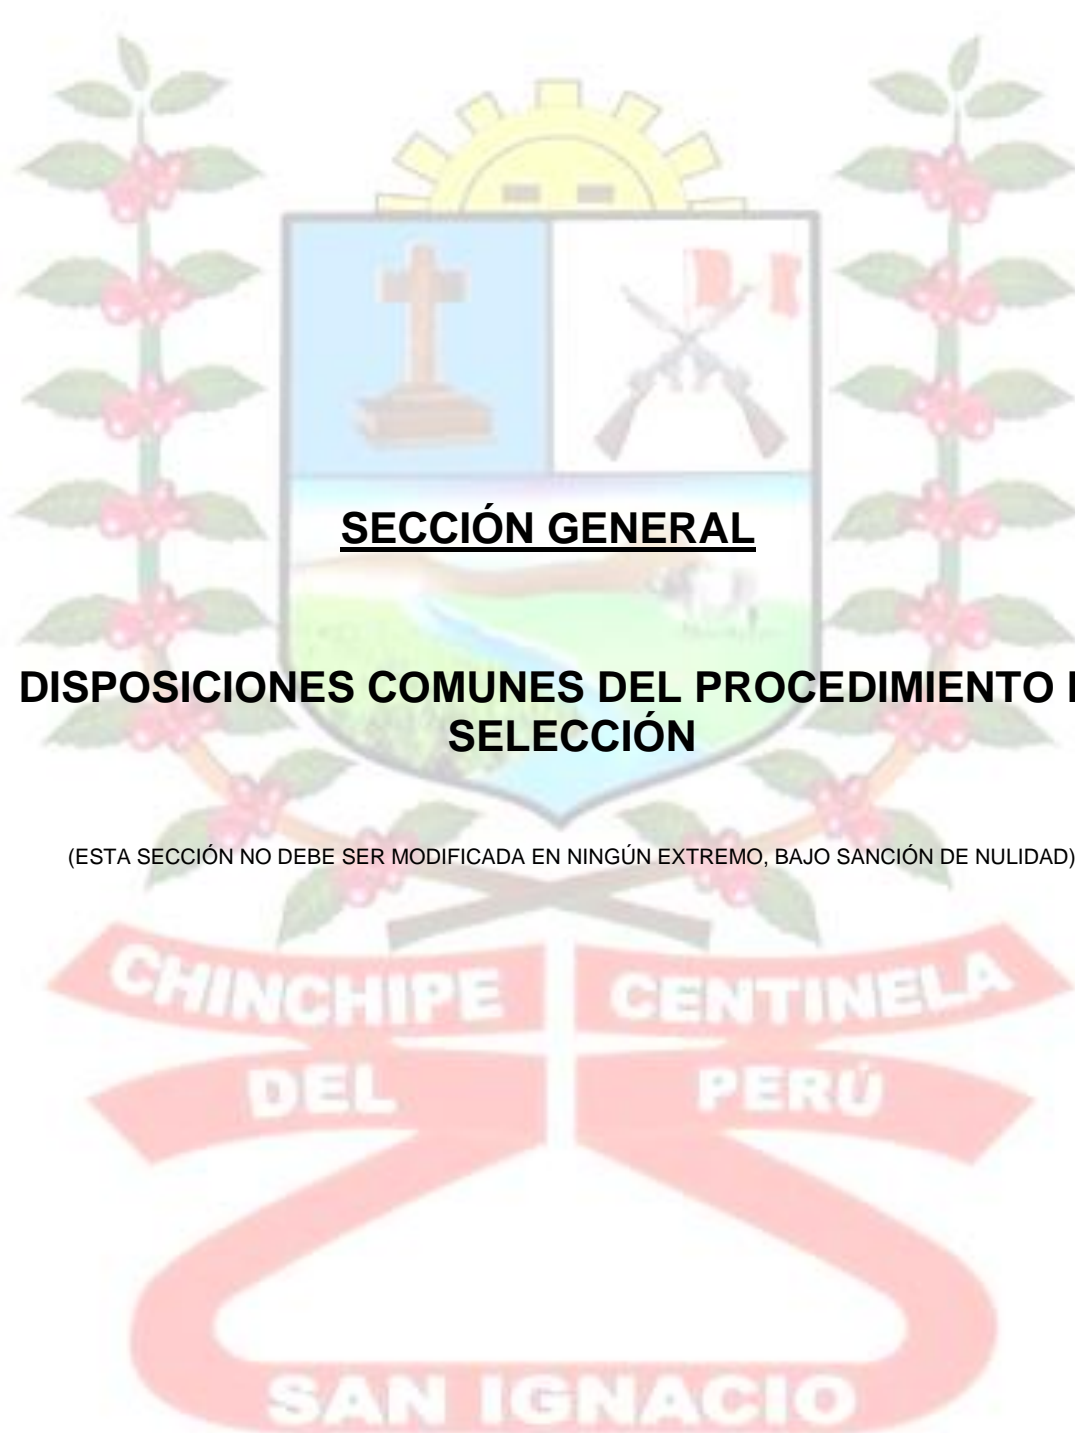 SECCIÓN GENERAL
DISPOSICIONES COMUNES DEL PROCEDIMIENTO
SELECCIÓN
(ESTA SECCIÓN NO DEBE SER MODIFICADA EN NINGÚN EXTREMO, BAJO SANCIÓN DE NULIDAD)
CHINCHIPE CENTINELA
DEL PERÚ
SAN IGNACIO